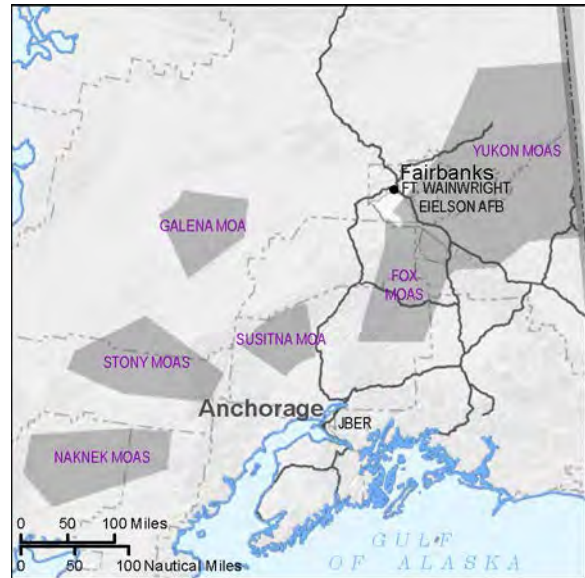 YUKON MOAS
Fairbanks
FT. WAINWRIGHT
EIELSON AFB
GALENA MOA
FOX
MOAS
SUSITNA MOA
STONY MOAS
Anchorage
JBER
NAKNEK MOAS
0 50 100 Miles
0 50 100 Nautical Miles
GULF
OF ALASKA